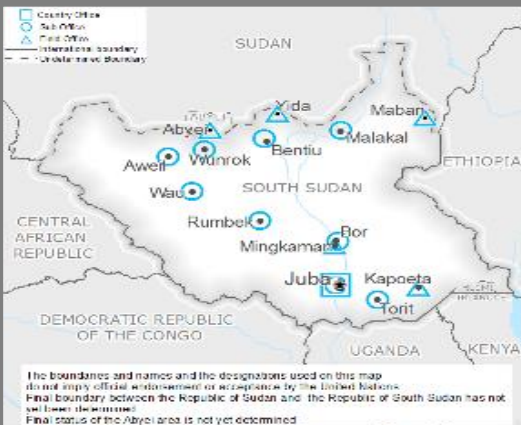 Country Office
Sub Office
Field Office
International boundary
Undetermined Boundary
SUDAN
Yida
Maban
Abyei
Malakal
Bentiu
Wunrok
Aweil
ETHIOPIA
SOUTH SUDAN
Wau
CENTRAL
AFRICAN
REPUBLIC
Rumbek
Bor
Mingkaman
Juba
Kapoeta
Torit
DEMOCRATIC REPUBLIC
OF THE CONGO
UGANDA
KENYA
The boundaries and names and the designations used on this map
do not imply official endorsement or acceptance by the United Nations
Final boundary between the Republic of Sudan and the Republic of South Sudan has not
yet been determined
Final status of the Abyei area is not yet determined